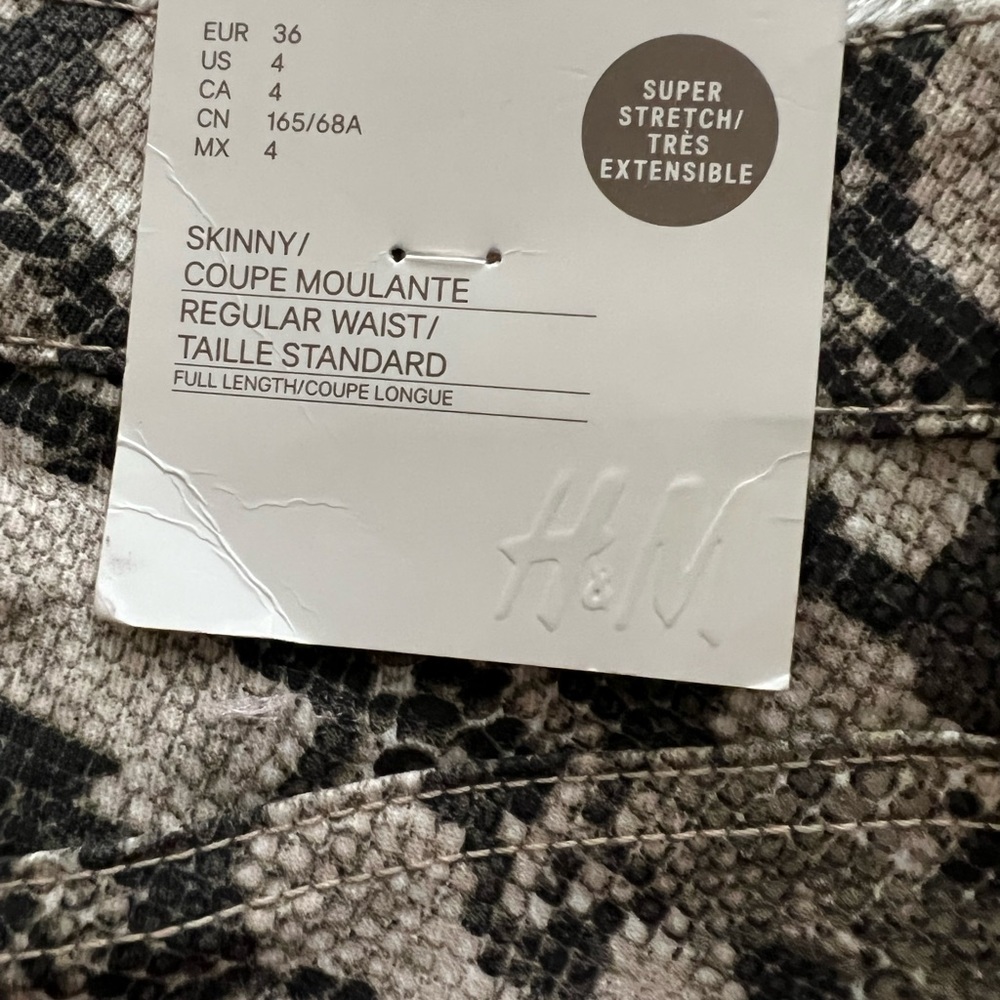 EUR 36
US 4
CA 4
CN 165/68A
MX 4
SUPER
STRETCH/
TRÈS
EXTENSIBLE
SKINNY/
COUPE MOULANTE
REGULAR WAIST/
TAILLE STANDARD
FULL LENGTH/COUPE LONGUE
H&M